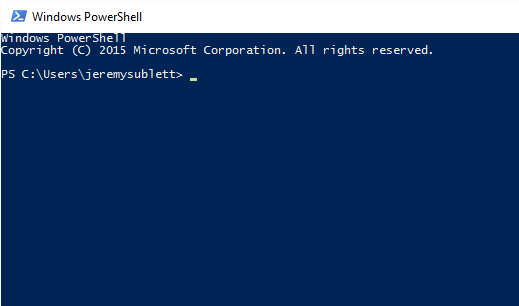 Windows PowerShell
Windows PowerShell
Copyright (C) 2015 Microsoft Corporation. All rights reserved.
PS C:\Users\jeremysublett> _